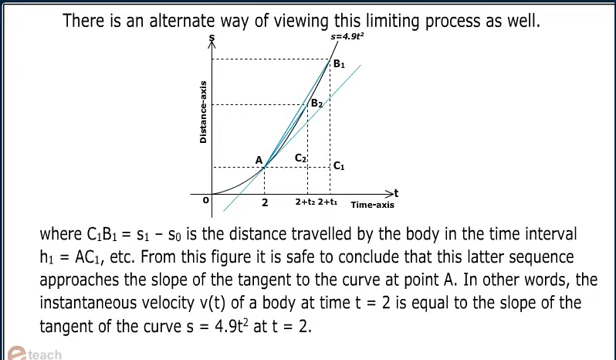 There is an alternate way of viewing this limiting process as well.
s
s=4.9t²
B₁
Distance-axis
B₂
A
C₂
C₁
O
2
2+t₂ 2+t₁
t
Time-axis
where C₁B₁ = s₁ – s₀ is the distance travelled by the body in the time interval
h₁ = AC₁, etc. From this figure it is safe to conclude that this latter sequence
approaches the slope of the tangent to the curve at point A. In other words, the
instantaneous velocity v(t) of a body at time t = 2 is equal to the slope of the
tangent of the curve s = 4.9t² at t = 2.
e teach